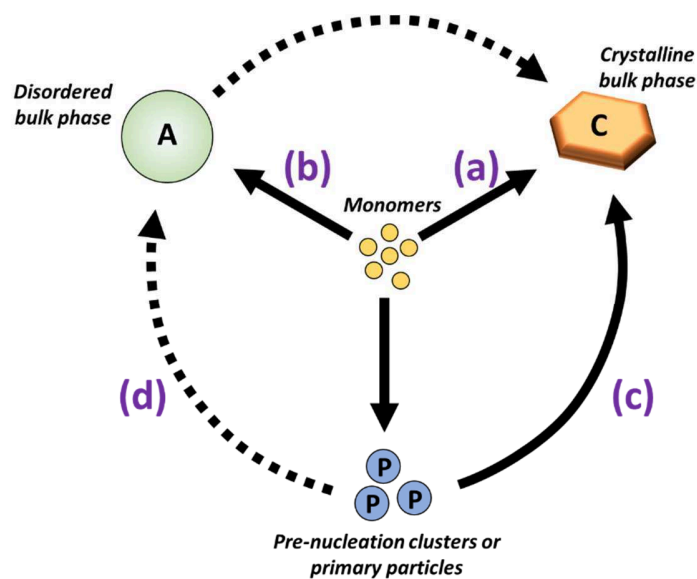 Disordered
bulk phase
A
Crystalline
bulk phase
C
(b)
(a)
Monomers
(d)
(c)
P
P
P
Pre-nucleation clusters or
primary particles